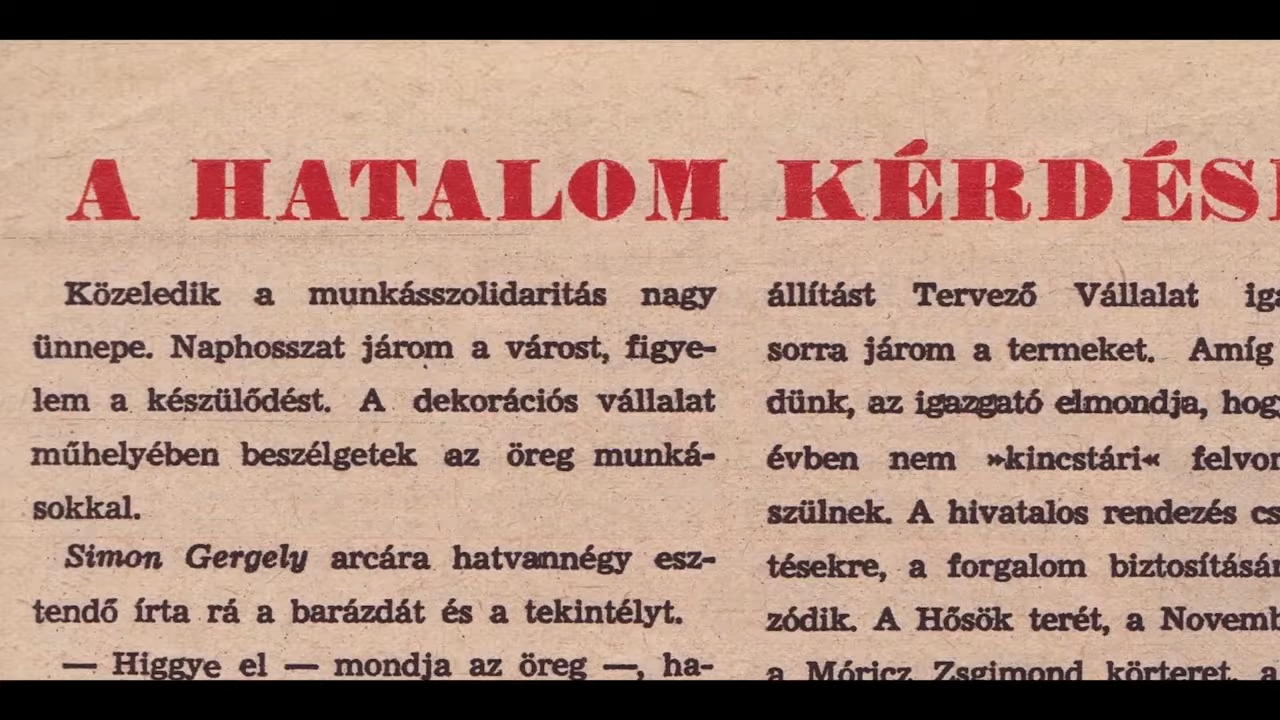 A HATALOM KÉRDÉS
Közeledik a munkásszolidaritás nagy
ünnepe. Naphosszat járom a várost, figye-
lem a készülődést. A dekorációs vállalat
műhelyében beszélgetek az öreg munká-
sokkal.
Simon Gergely arcára hatvannégy esz-
tendő írta rá a barázdát és a tekintélyt.
— Higgye el — mondja az öreg —, ha-
állítást Tervező Vállalat
sorra járom a termeket. Amíg
dünk, az igazgató elmondja,
évben nem »kincstári«
szülnek. A hivatalos rendezés
tésekre, a forgalom
zódik. A Hősök terét, a
a Móricz Zsgimond körteret,